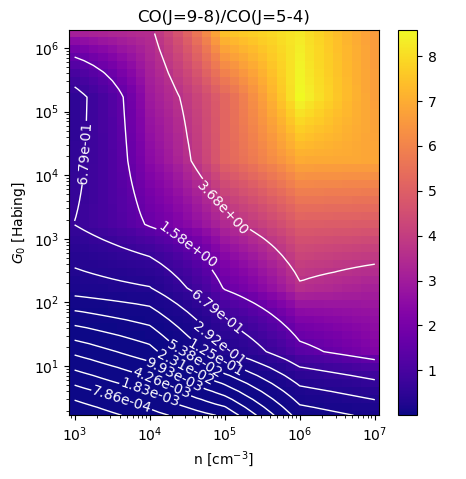 CO(J=9-8)/CO(J=5-4)
10^6
10^5
10^4
10^3
10^2
10^1
G_0 [Habing]
10^3
10^4
10^5
10^6
10^7
n [cm^{-3}]
6.79e-01
3.68e+00
1.58e+00
6.79e-01
2.92e-01
1.25e-01
5.38e-02
2.31e-02
9.93e-03
4.26e-03
1.83e-03
7.86e-04
8
7
6
5
4
3
2
1